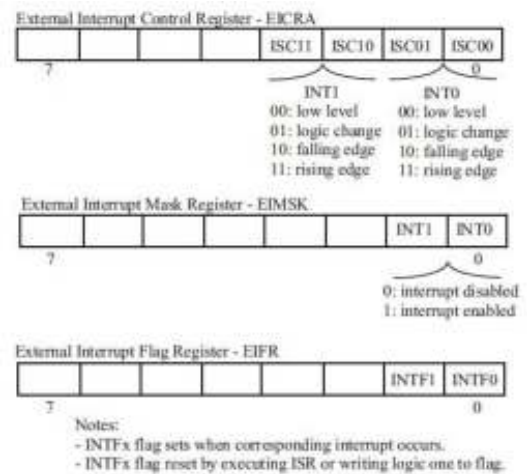 External Interrupt Control Register - EICRA
ISC11 ISC10 ISC01 ISC00
7 0
INT1 INT0
00: low level 00: low level
01: logic change 01: logic change
10: falling edge 10: falling edge
11: rising edge 11: rising edge
External Interrupt Mask Register - EIMSK
INT1 INT0
7 0
0: interrupt disabled
1: interrupt enabled
External Interrupt Flag Register - EIFR
INTF1 INTF0
7 0
Notes:
- INTFx flag sets when corresponding interrupt occurs.
- INTFx flag reset by executing ISR or writing logic one to flag.